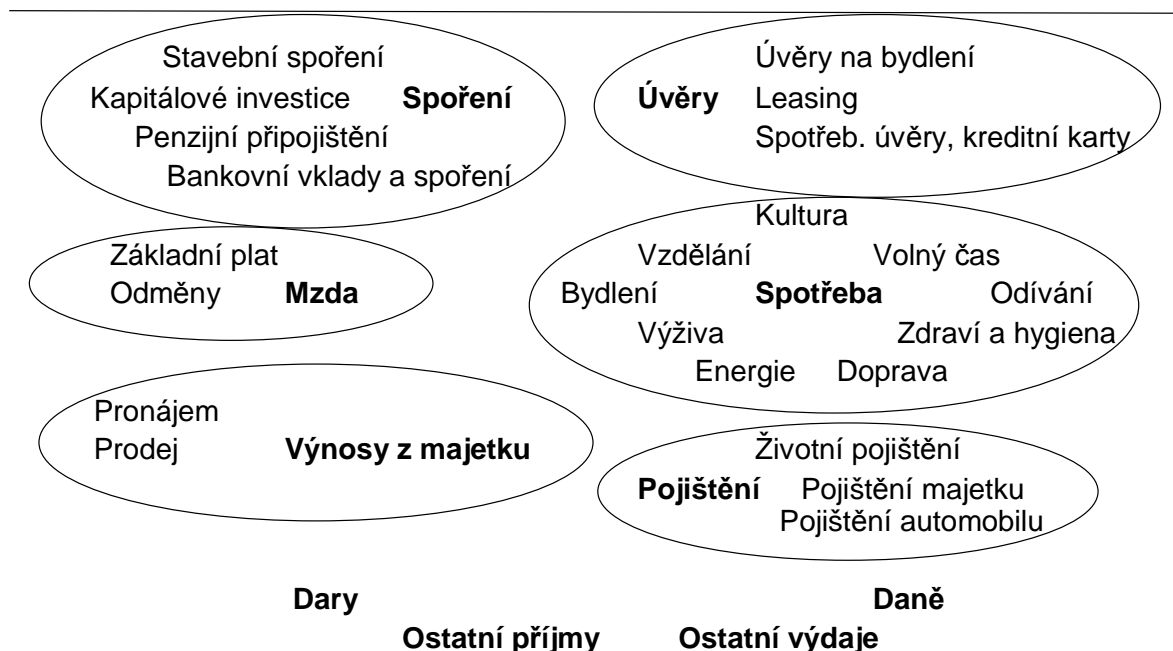 Stavební spoření
Kapitálové investice Spoření
Penzijní připojištění
Bankovní vklady a spoření
Úvěry na bydlení
Úvěry Leasing
Spotřeb. úvěry, kreditní karty
Základní plat
Odměny Mzda
Kultura
Vzdělání Volný čas
Bydlení Spotřeba Odívání
Výživa Zdraví a hygiena
Energie Doprava
Pronájem
Prodej Výnosy z majetku
Životní pojištění
Pojištění Pojištění majetku
Pojištění automobilu
Dary Daně
Ostatní příjmy Ostatní výdaje